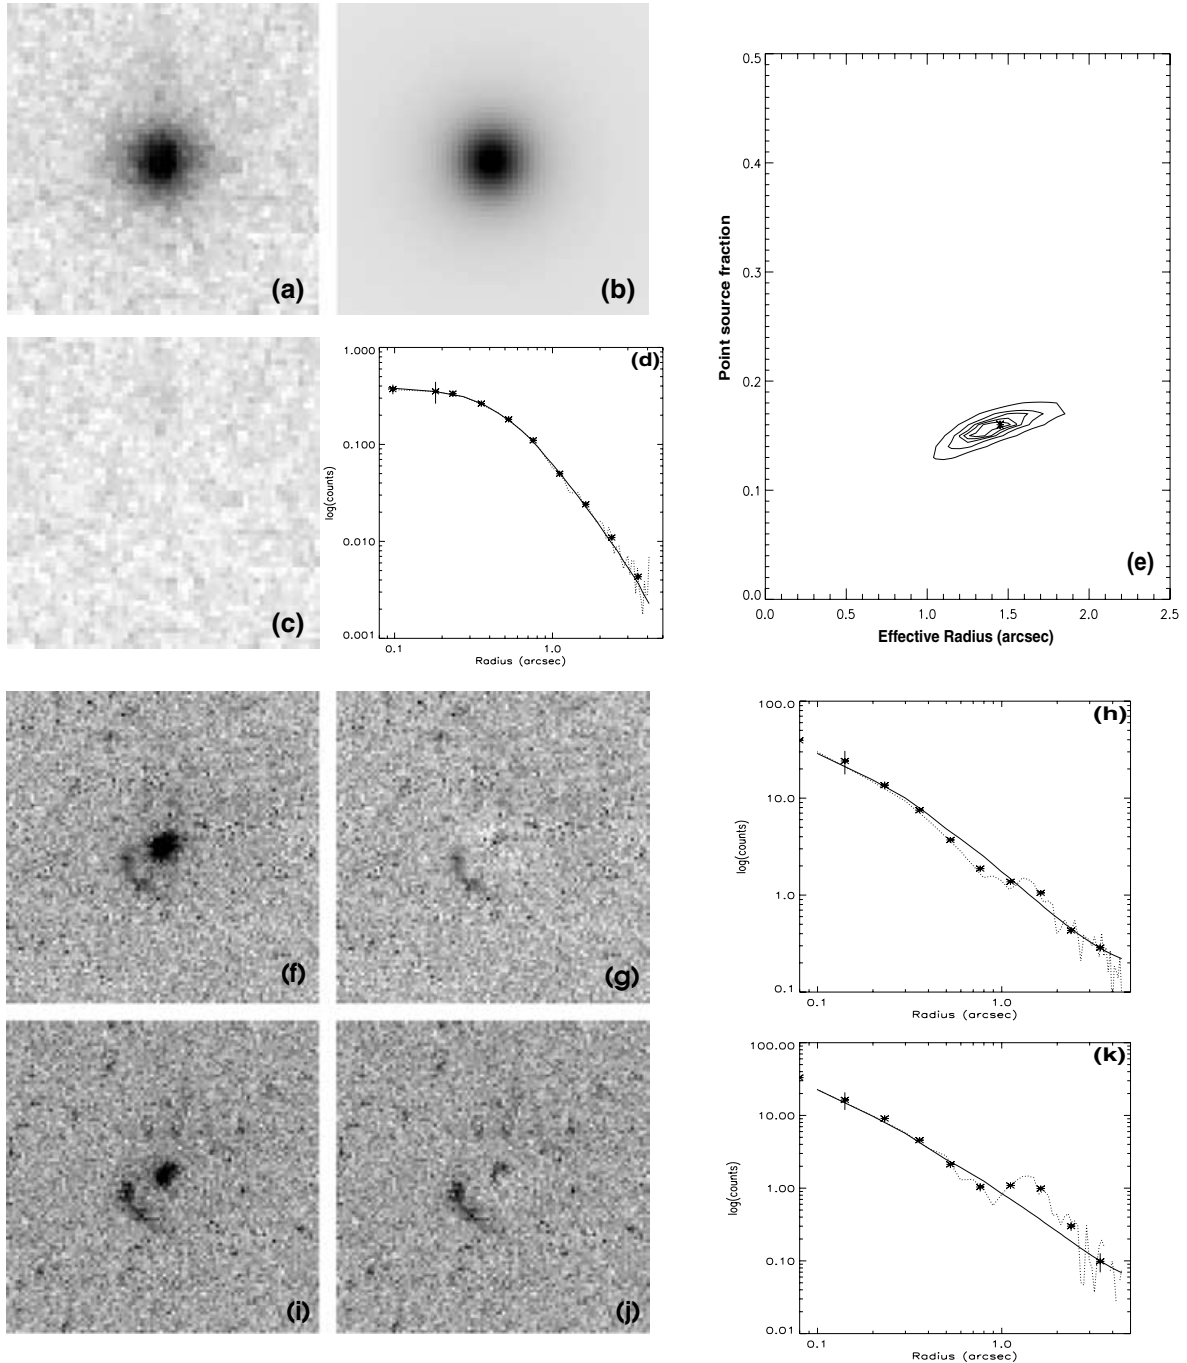 (a)
(b)
(c)
1.000
0.100
0.010
0.001
log(counts)
0.1
1.0
Radius (arcsec)
(d)
0.5
0.4
0.3
0.2
0.1
0.0
Point source fraction
0.0
0.5
1.0
1.5
2.0
2.5
Effective Radius (arcsec)
(e)
(f)
(g)
100.0
10.0
1.0
0.1
log(counts)
0.1
1.0
Radius (arcsec)
(h)
(i)
(j)
100.00
10.00
1.00
0.10
0.01
log(counts)
0.1
1.0
Radius (arcsec)
(k)